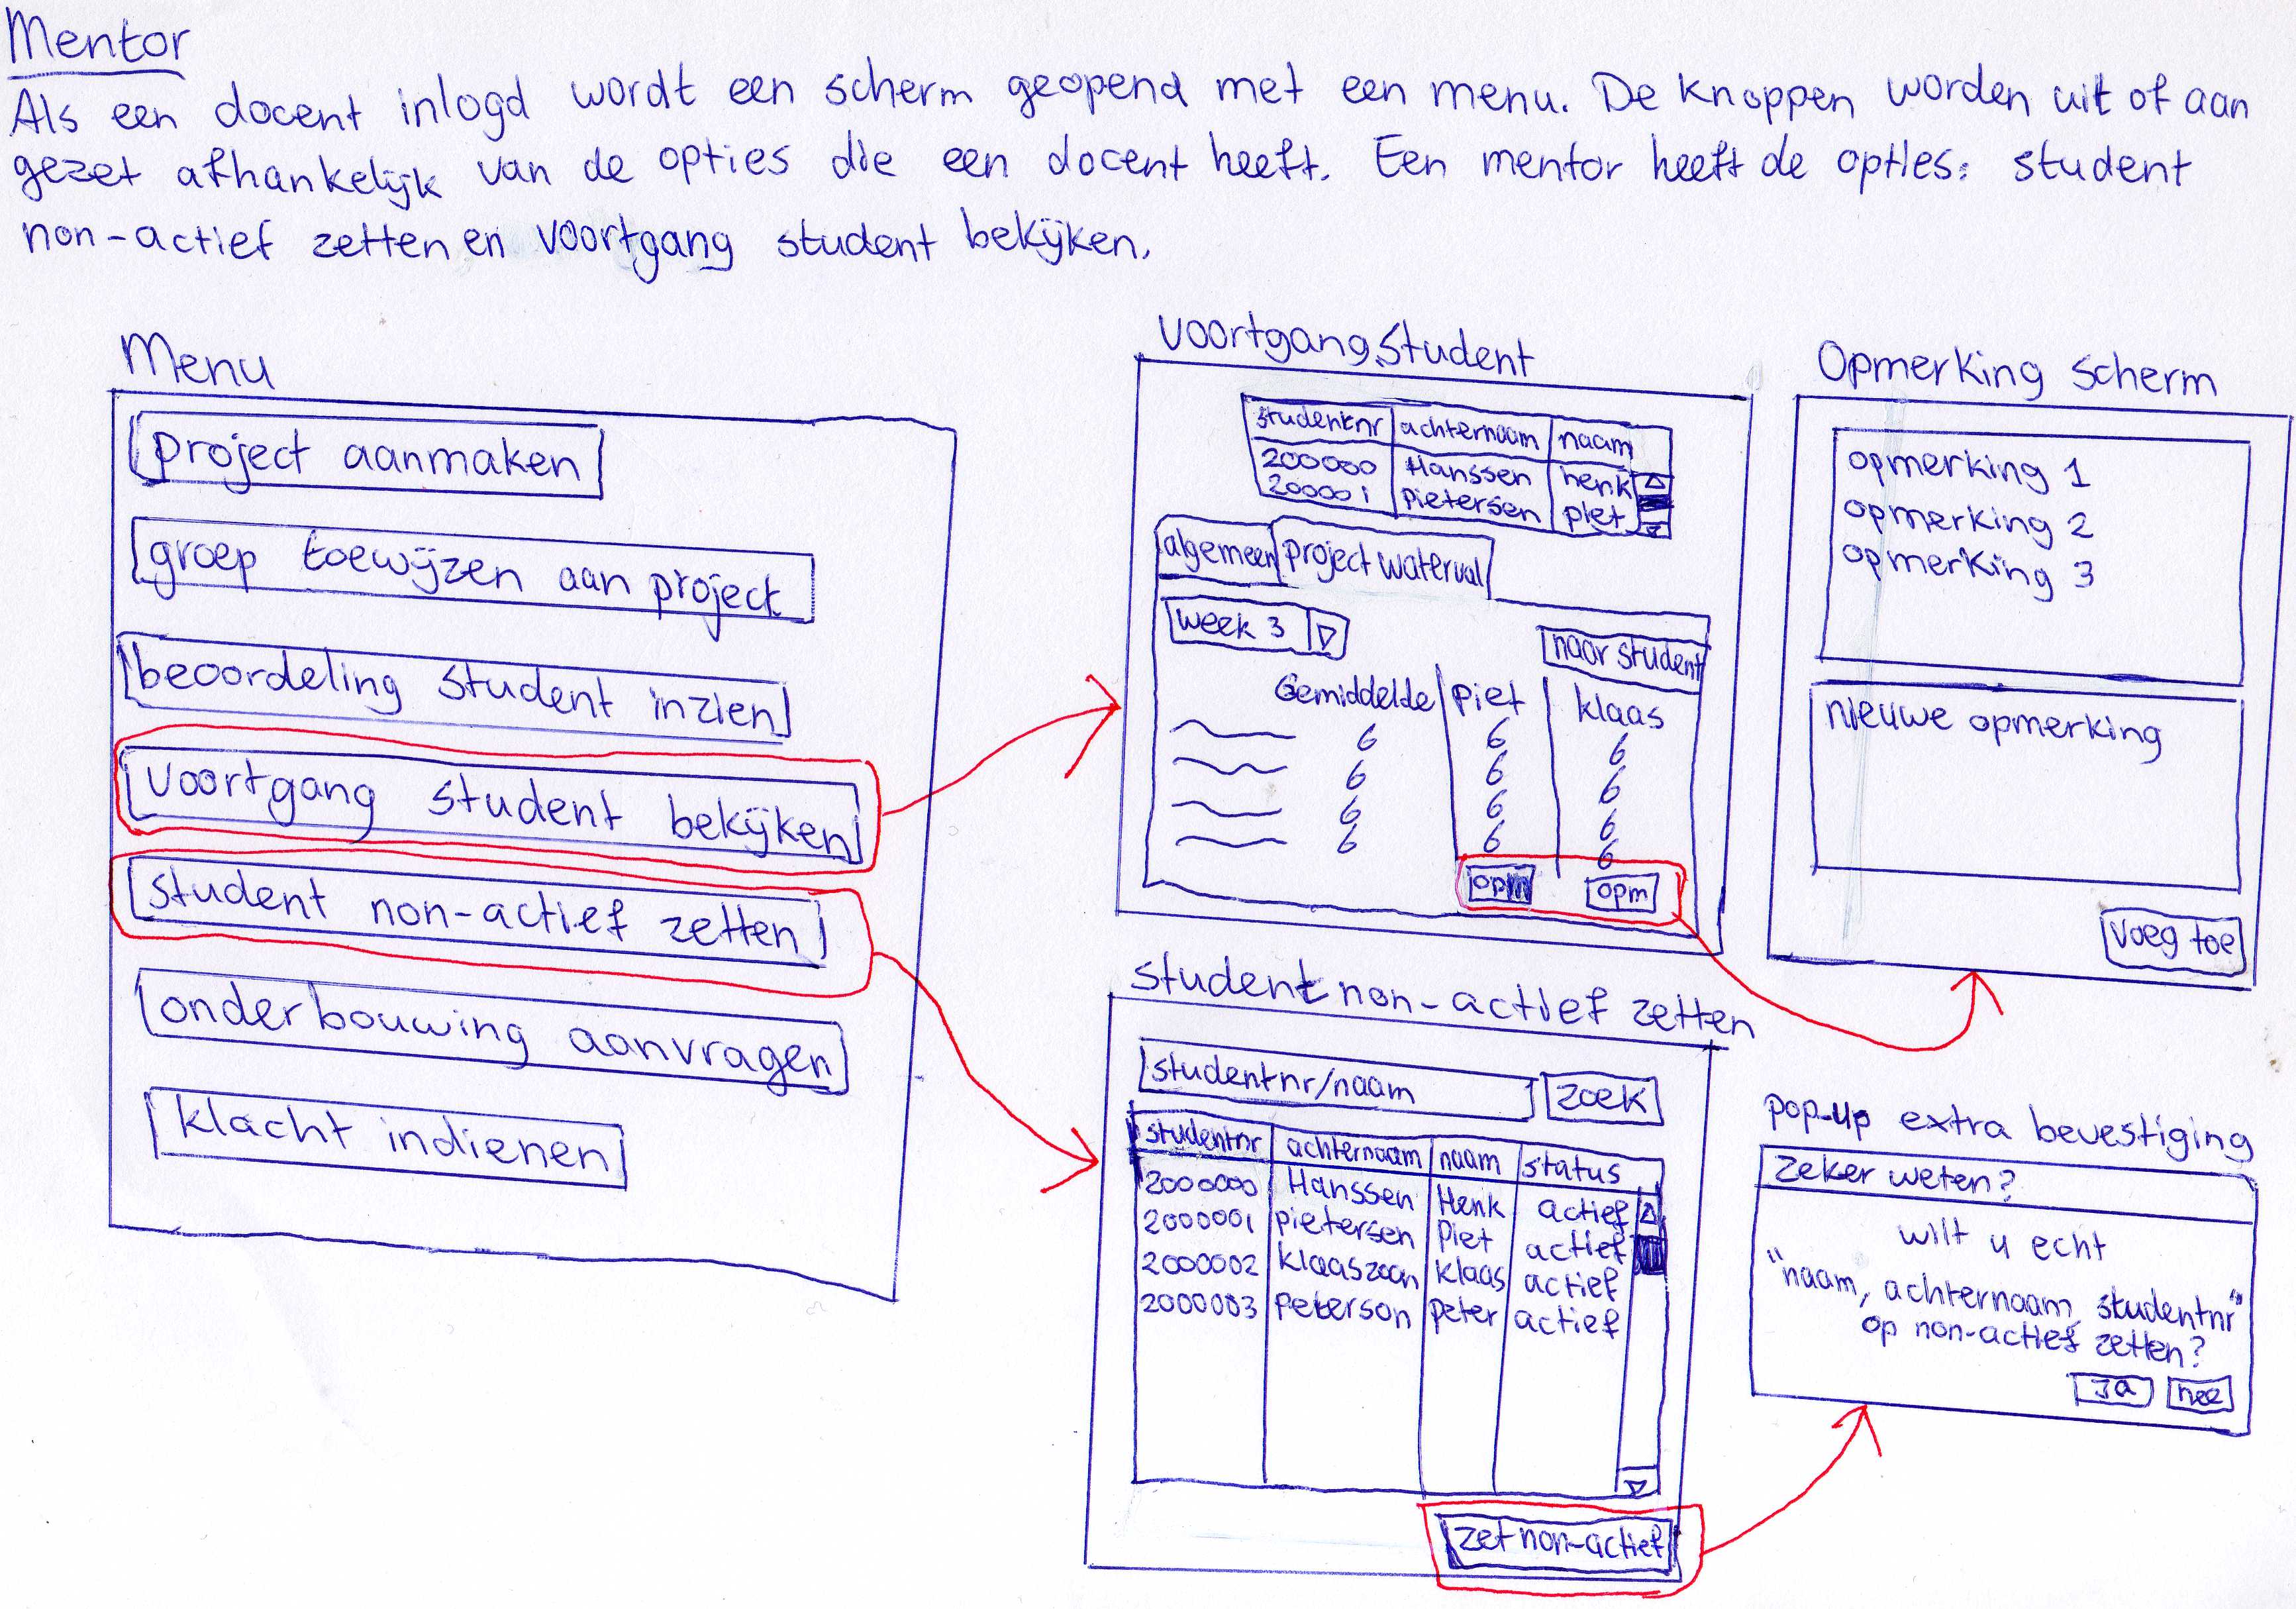 Mentor
Als een docent inlogd wordt een scherm geopend met een menu. De knoppen worden uit of aan
gezet afhankelijk van de opties die een docent heeft. Een mentor heeft de opties: student
non-actief zetten en voortgang student bekijken.
Menu
project aanmaken
groep toewijzen aan project
beoordeling student inzien
voortgang student bekijken
student non-actief zetten
onderbouwing aanvragen
klacht indienen
voortgang student
studentnr achternaam naam
200000 Hanssen henk
200001 pietersen piet
algemeen project waterval
week 3
naar student
Gemiddelde piet klaas
6 6 6
6 6 6
6 6 6
6 6 6
opm opm
Opmerking scherm
opmerking 1
opmerking 2
opmerking 3
nieuwe opmerking
voeg toe
student non-actief zetten
studentnr/naam zoek
studentnr achternaam naam status
2000000 Hanssen Henk actief
2000001 pietersen Piet actief
2000002 klaaszoon klaas actief
2000003 peterson peter actief
zet non-actief
pop-up extra bevestiging
zeker weten?
wilt u echt
"naam, achternaam, studentnr"
op non-actief zetten?
Ja nee